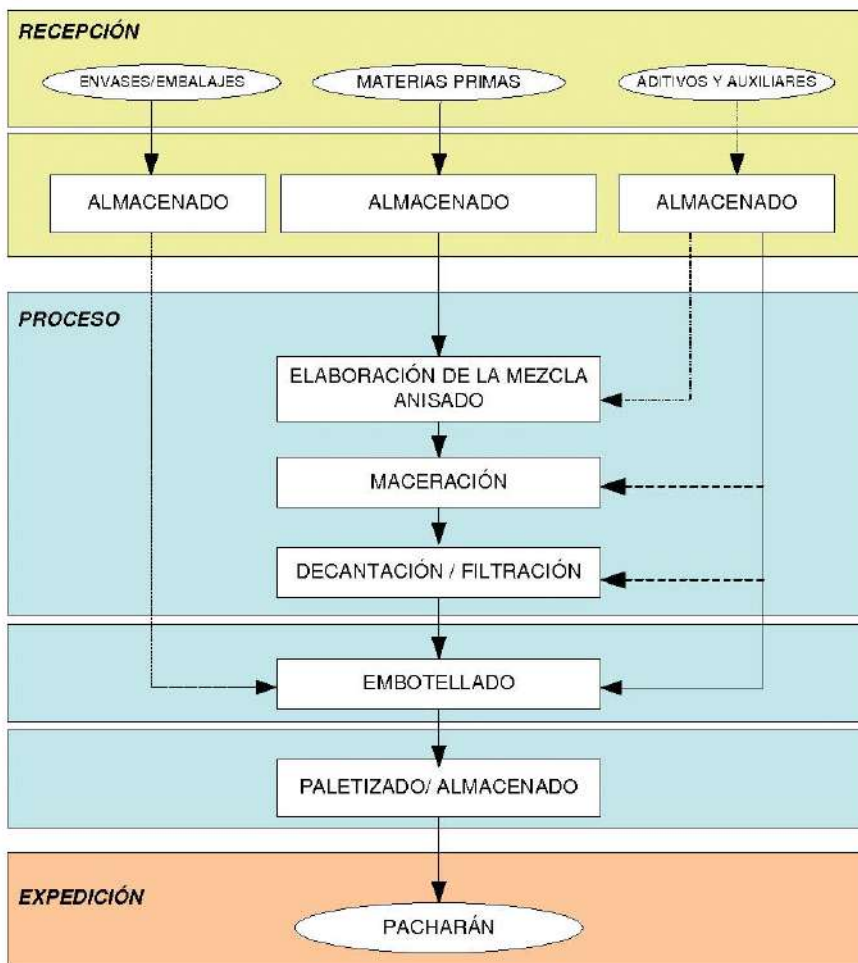 RECEPCIÓN
ENVASES/EMBALAJES
MATERIAS PRIMAS
ADITIVOS Y AUXILIARES
ALMACENADO
ALMACENADO
ALMACENADO
PROCESO
ELABORACIÓN DE LA MEZCLA
ANISADO
MACERACIÓN
DECANTACIÓN / FILTRACIÓN
EMBOTELLADO
PALETIZADO/ ALMACENADO
EXPEDICIÓN
PACHARÁN